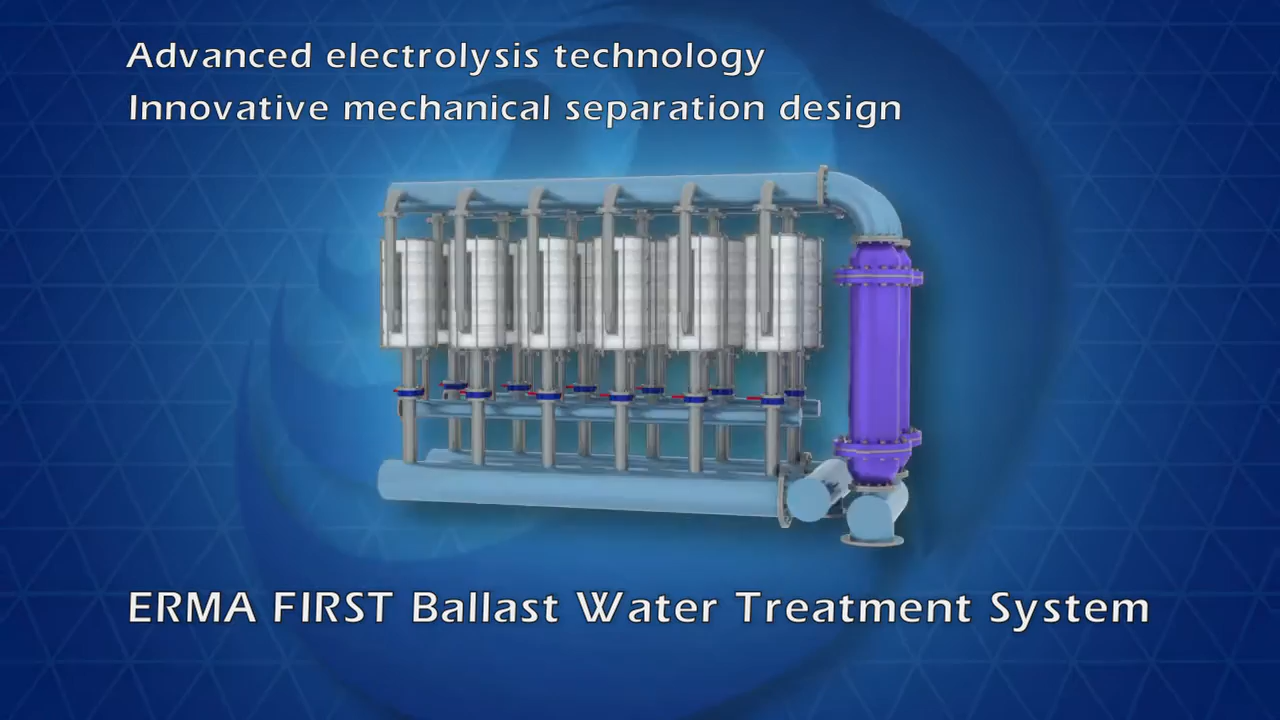 Advanced electrolysis technology
Innovative mechanical separation design
ERMA FIRST Ballast Water Treatment System